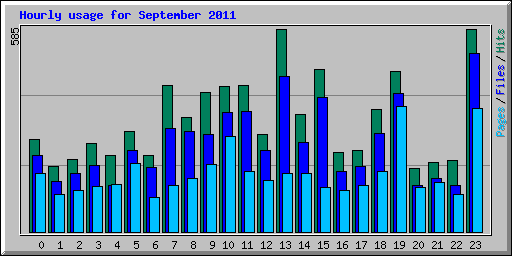 Hourly usage for September 2011
585
Pages/Files/Hits
0 1 2 3 4 5 6 7 8 9 10 11 12 13 14 15 16 17 18 19 20 21 22 23